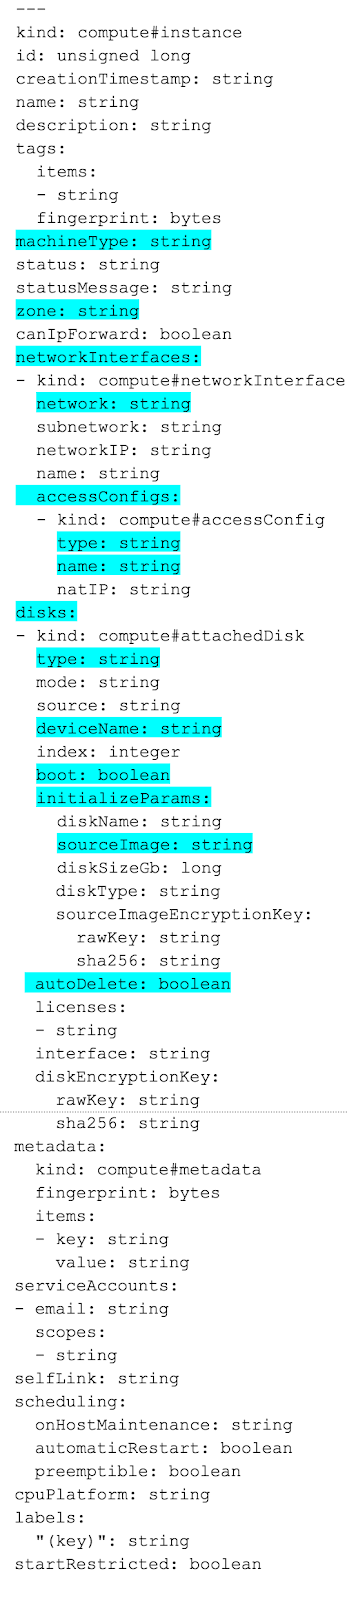 ---
kind: compute#instance
id: unsigned long
creationTimestamp: string
name: string
description: string
tags:
  items:
  - string
  fingerprint: bytes
machineType: string
status: string
statusMessage: string
zone: string
canIpForward: boolean
networkInterfaces:
- kind: compute#networkInterface
  network: string
  subnetwork: string
  networkIP: string
  name: string
  accessConfigs:
  - kind: compute#accessConfig
    type: string
    name: string
    natIP: string
disks:
- kind: compute#attachedDisk
  type: string
  mode: string
  source: string
  deviceName: string
  index: integer
  boot: boolean
  initializeParams:
    diskName: string
    sourceImage: string
    diskSizeGb: long
    diskType: string
    sourceImageEncryptionKey:
      rawKey: string
      sha256: string
  autoDelete: boolean
  licenses:
  - string
  interface: string
  diskEncryptionKey:
    rawKey: string
    sha256: string
metadata:
  kind: compute#metadata
  fingerprint: bytes
  items:
  - key: string
    value: string
serviceAccounts:
- email: string
  scopes:
  - string
selfLink: string
scheduling:
  onHostMaintenance: string
  automaticRestart: boolean
  preemptible: boolean
cpuPlatform: string
labels:
  "(key)": string
startRestricted: boolean